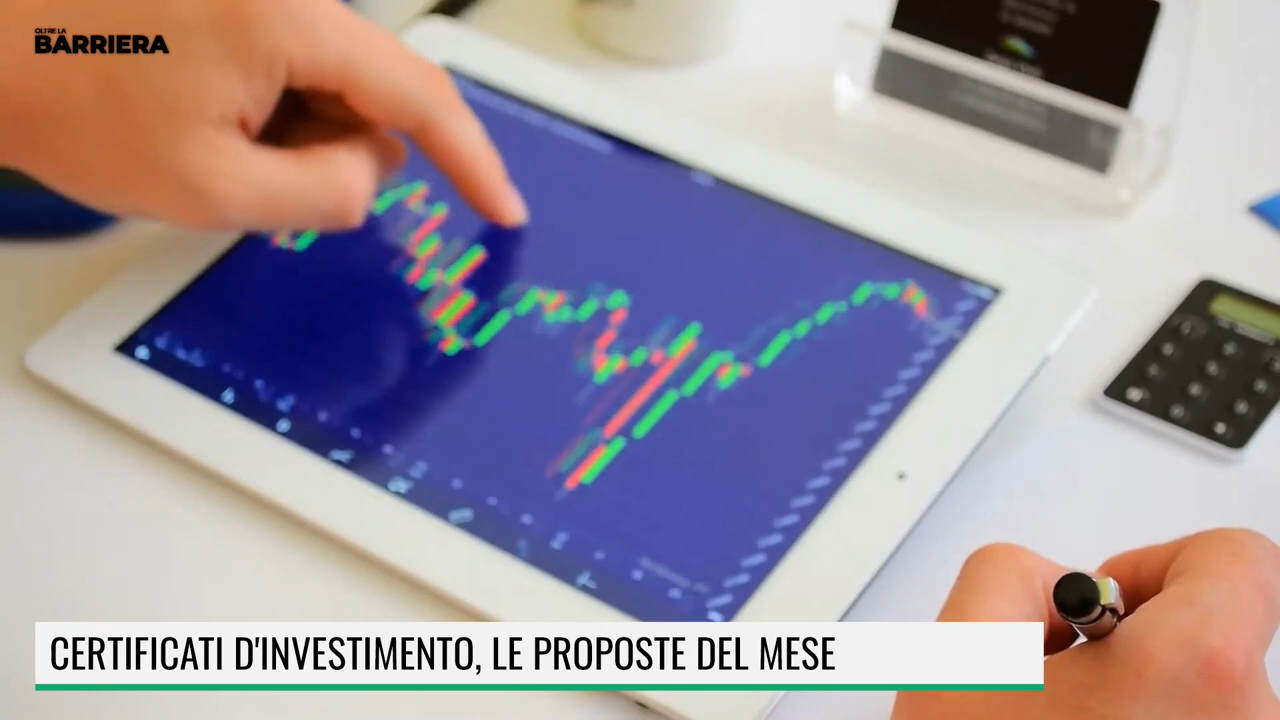 OLTRE LA
BARRIERA
CERTIFICATI D'INVESTIMENTO, LE PROPOSTE DEL MESE